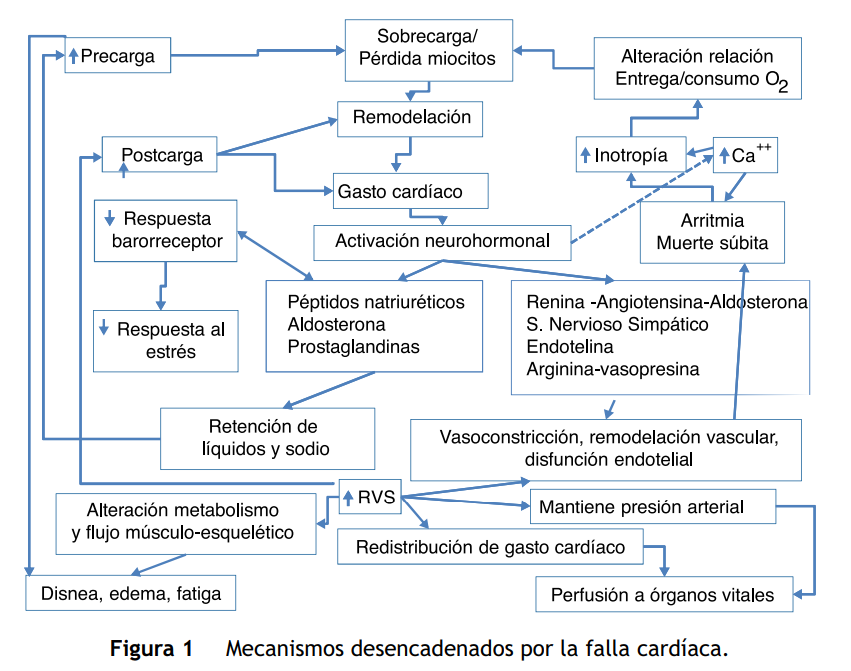 Sobrecarga/
Pérdida miocitos
Precarga
Alteración relación
Entrega/consumo O2
Remodelación
Postcarga
Inotropía
Ca++
Gasto cardíaco
Respuesta
barorreceptor
Activación neurohormonal
Arritmia
Muerte súbita
Péptidos natriuréticos
Aldosterona
Prostaglandinas
Renina -Angiotensina-Aldosterona
S. Nervioso Simpático
Endotelina
Arginina-vasopresina
Respuesta al
estrés
Retención de
líquidos y sodio
Vasoconstricción, remodelación vascular,
disfunción endotelial
RVS
Alteración metabolismo
y flujo músculo-esquelético
Mantiene presión arterial
Redistribución de gasto cardíaco
Disnea, edema, fatiga
Perfusión a órganos vitales
Figura 1 Mecanismos desencadenados por la falla cardíaca.